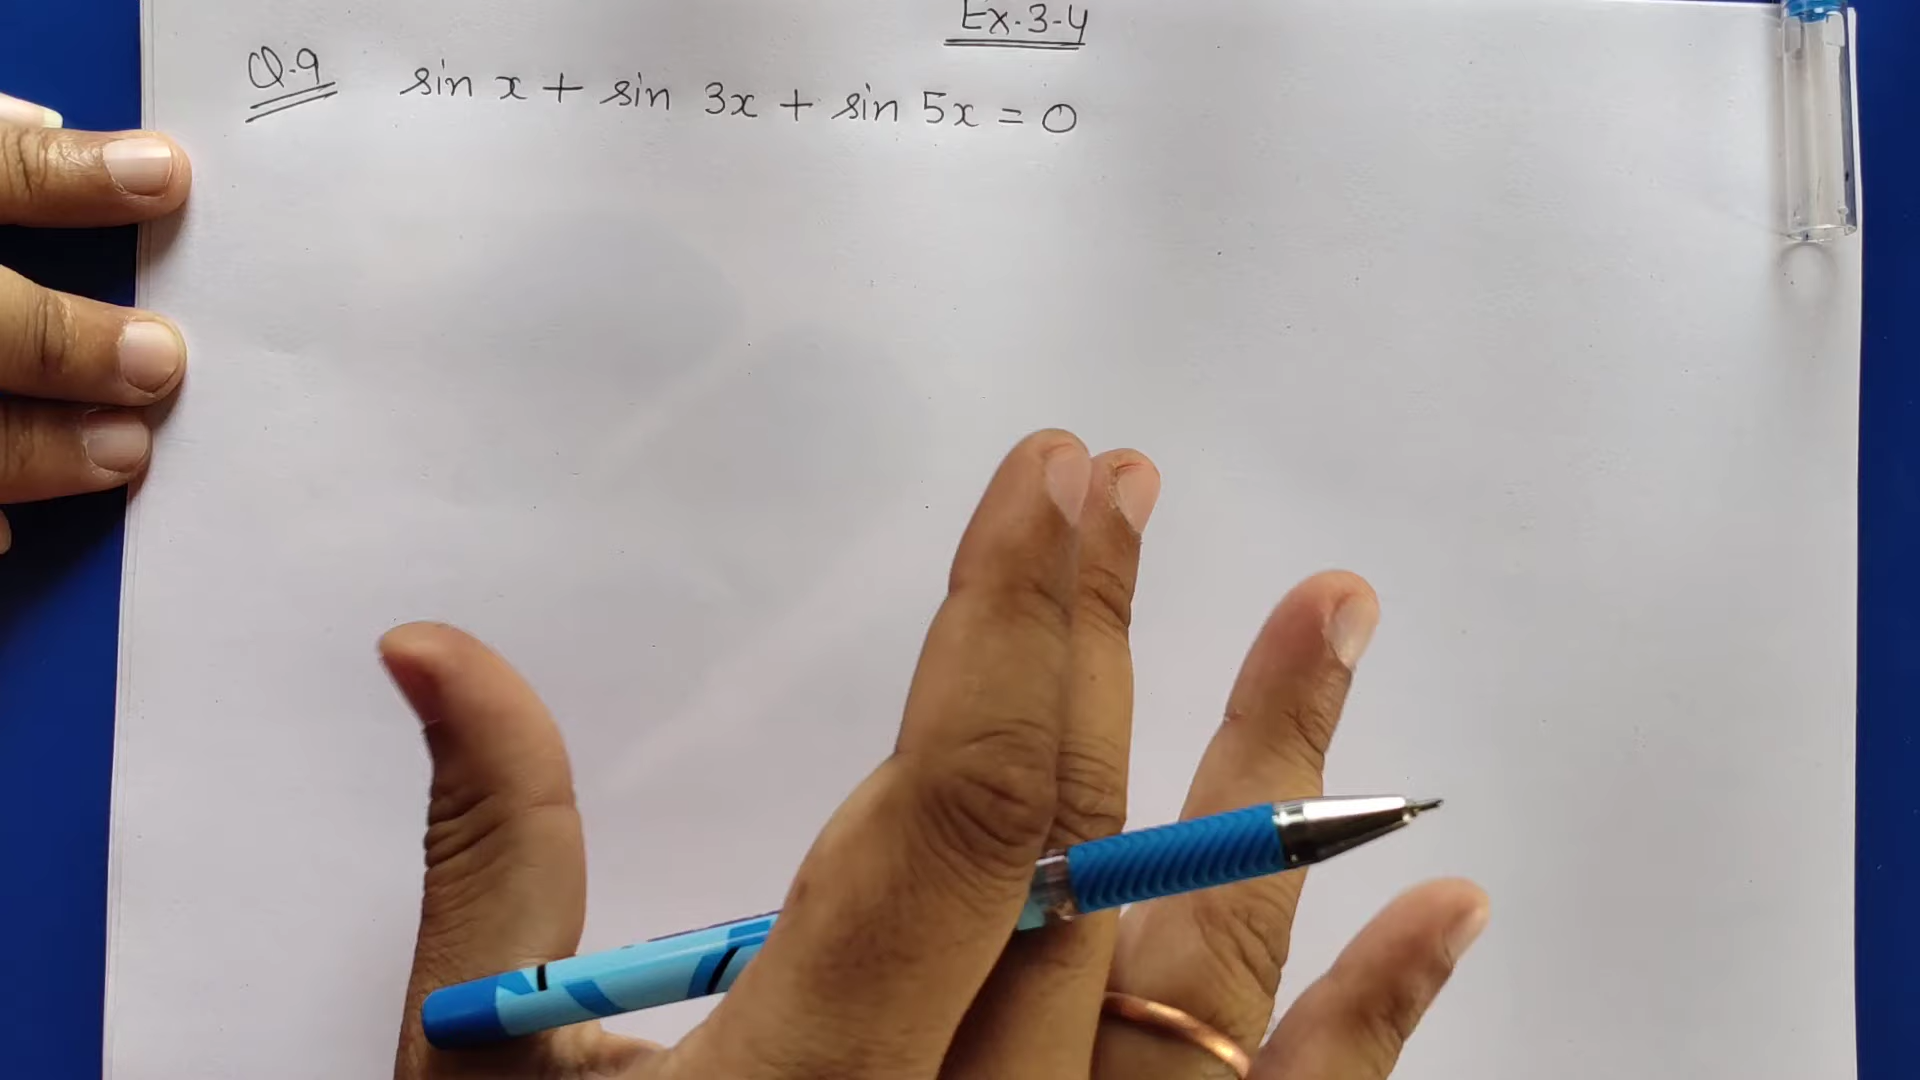 Ex.3-4
Q.9 sin x + sin 3x + sin 5x = 0